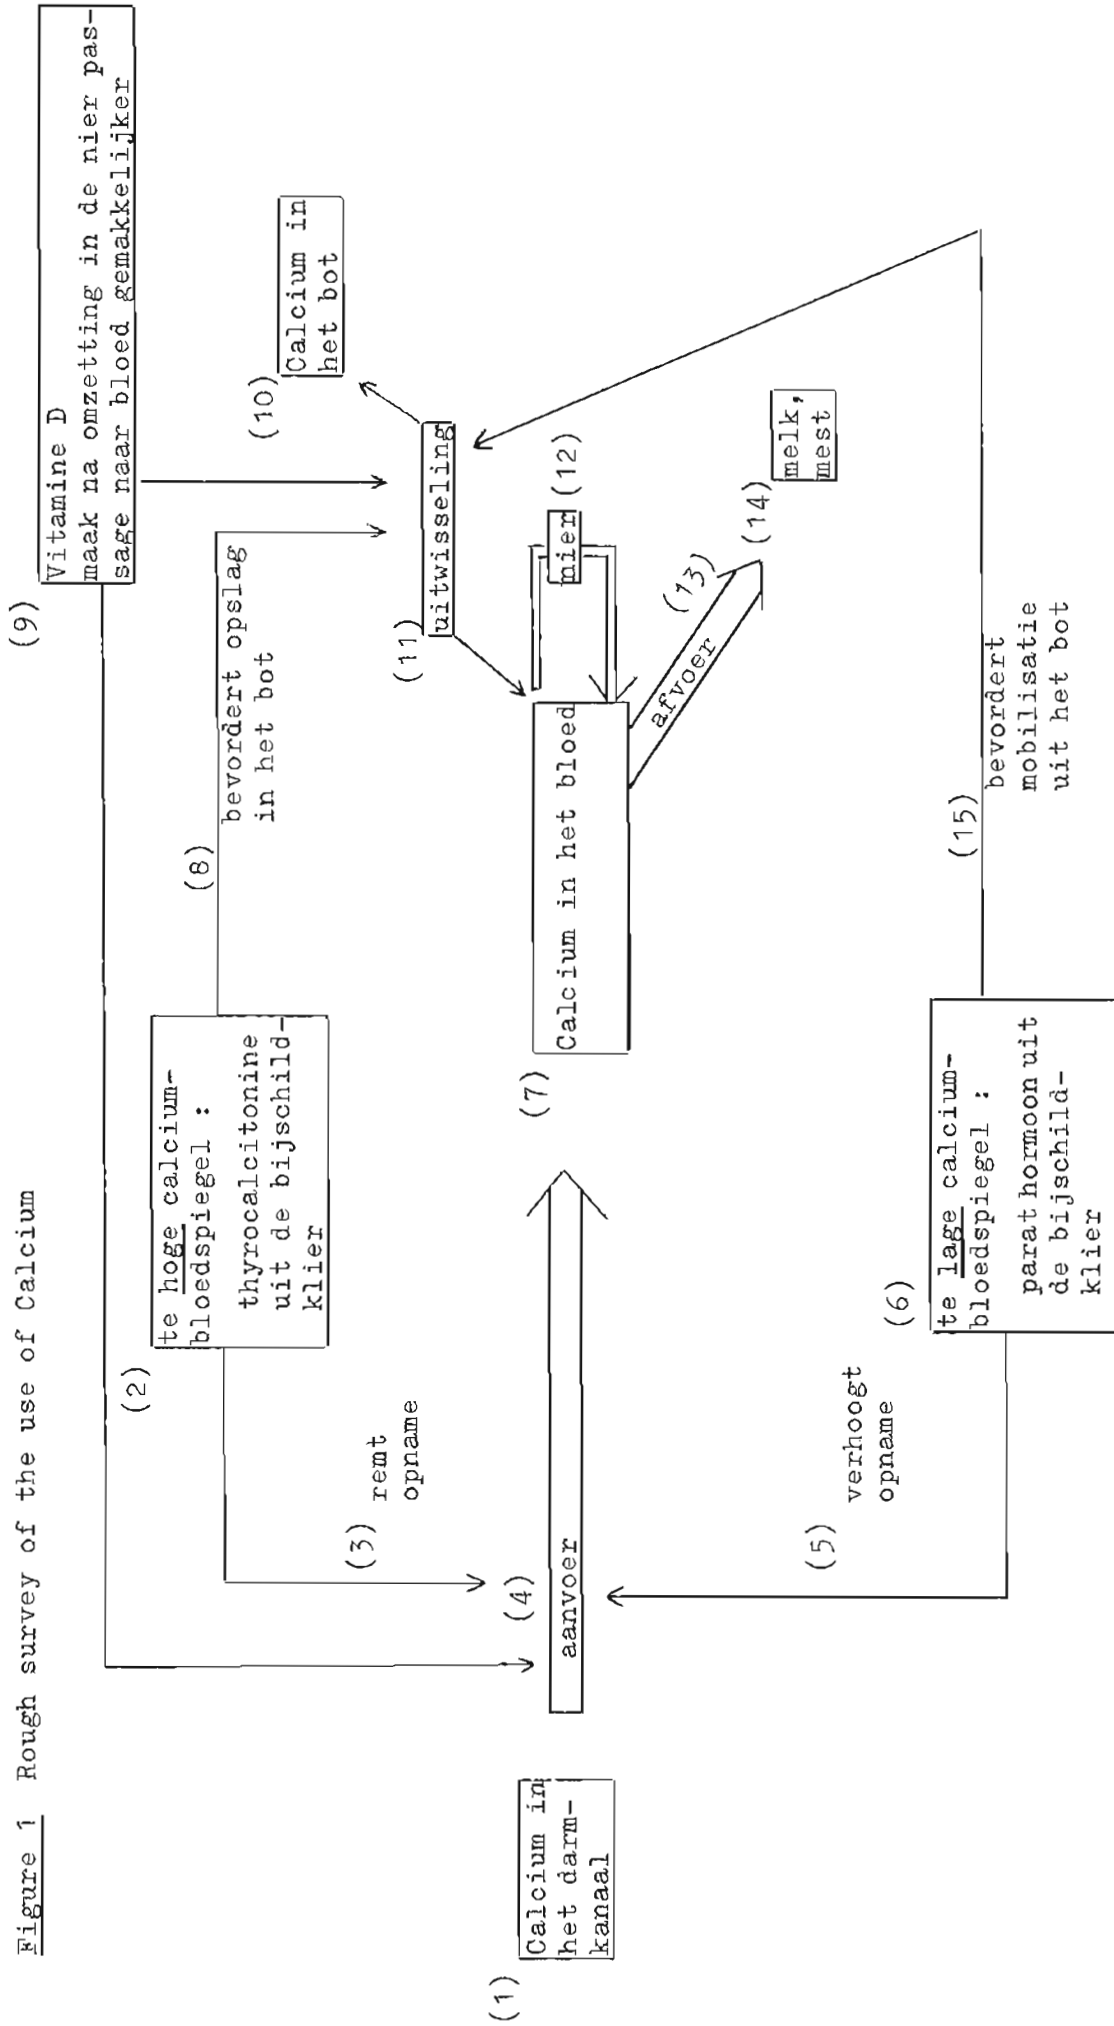 Figure 1 Rough survey of the use of Calcium
(1)
Calcium in
het darm-
kanaal
(2)
te hoge calcium-
bloedspiegel :
thyrocalcitonine
uit de bijschild-
klier
(3)
remt
opname
(4)
aanvoer
(5)
verhoogt
opname
(6)
te lage calcium-
bloedspiegel :
parathormoon uit
de bijschild-
klier
(7)
Calcium in het bloed
(8)
bevordert opslag
in het bot
(9)
Vitamine D
maak na omzetting in de nier pas-
sage naar bloed gemakkelijker
(10)
Calcium in
het bot
(11)
uitwisseling
mier (12)
afvoer (13)
(14)
melk,
mest
(15)
bevordert
mobilisatie
uit het bot